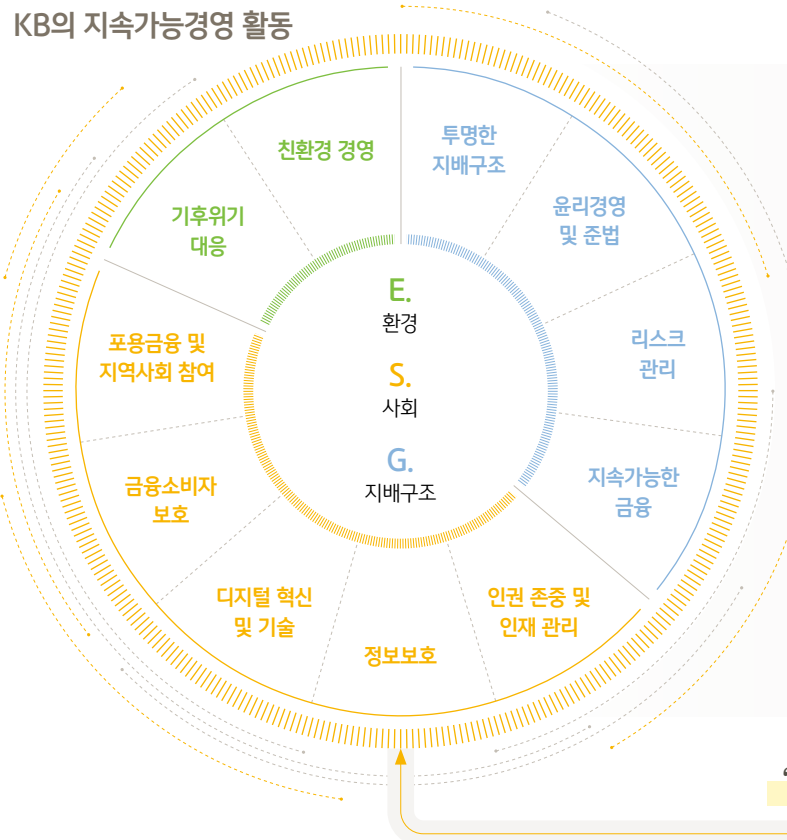 KB의 지속가능경영 활동
친환경 경영
기후위기
대응
투명한
지배구조
윤리경영
및 준법
리스크
관리
지속가능한
금융
E.
환경
S.
사회
G.
지배구조
포용금융 및
지역사회 참여
금융소비자
보호
디지털 혁신
및 기술
정보보호
인권 존중 및
인재 관리